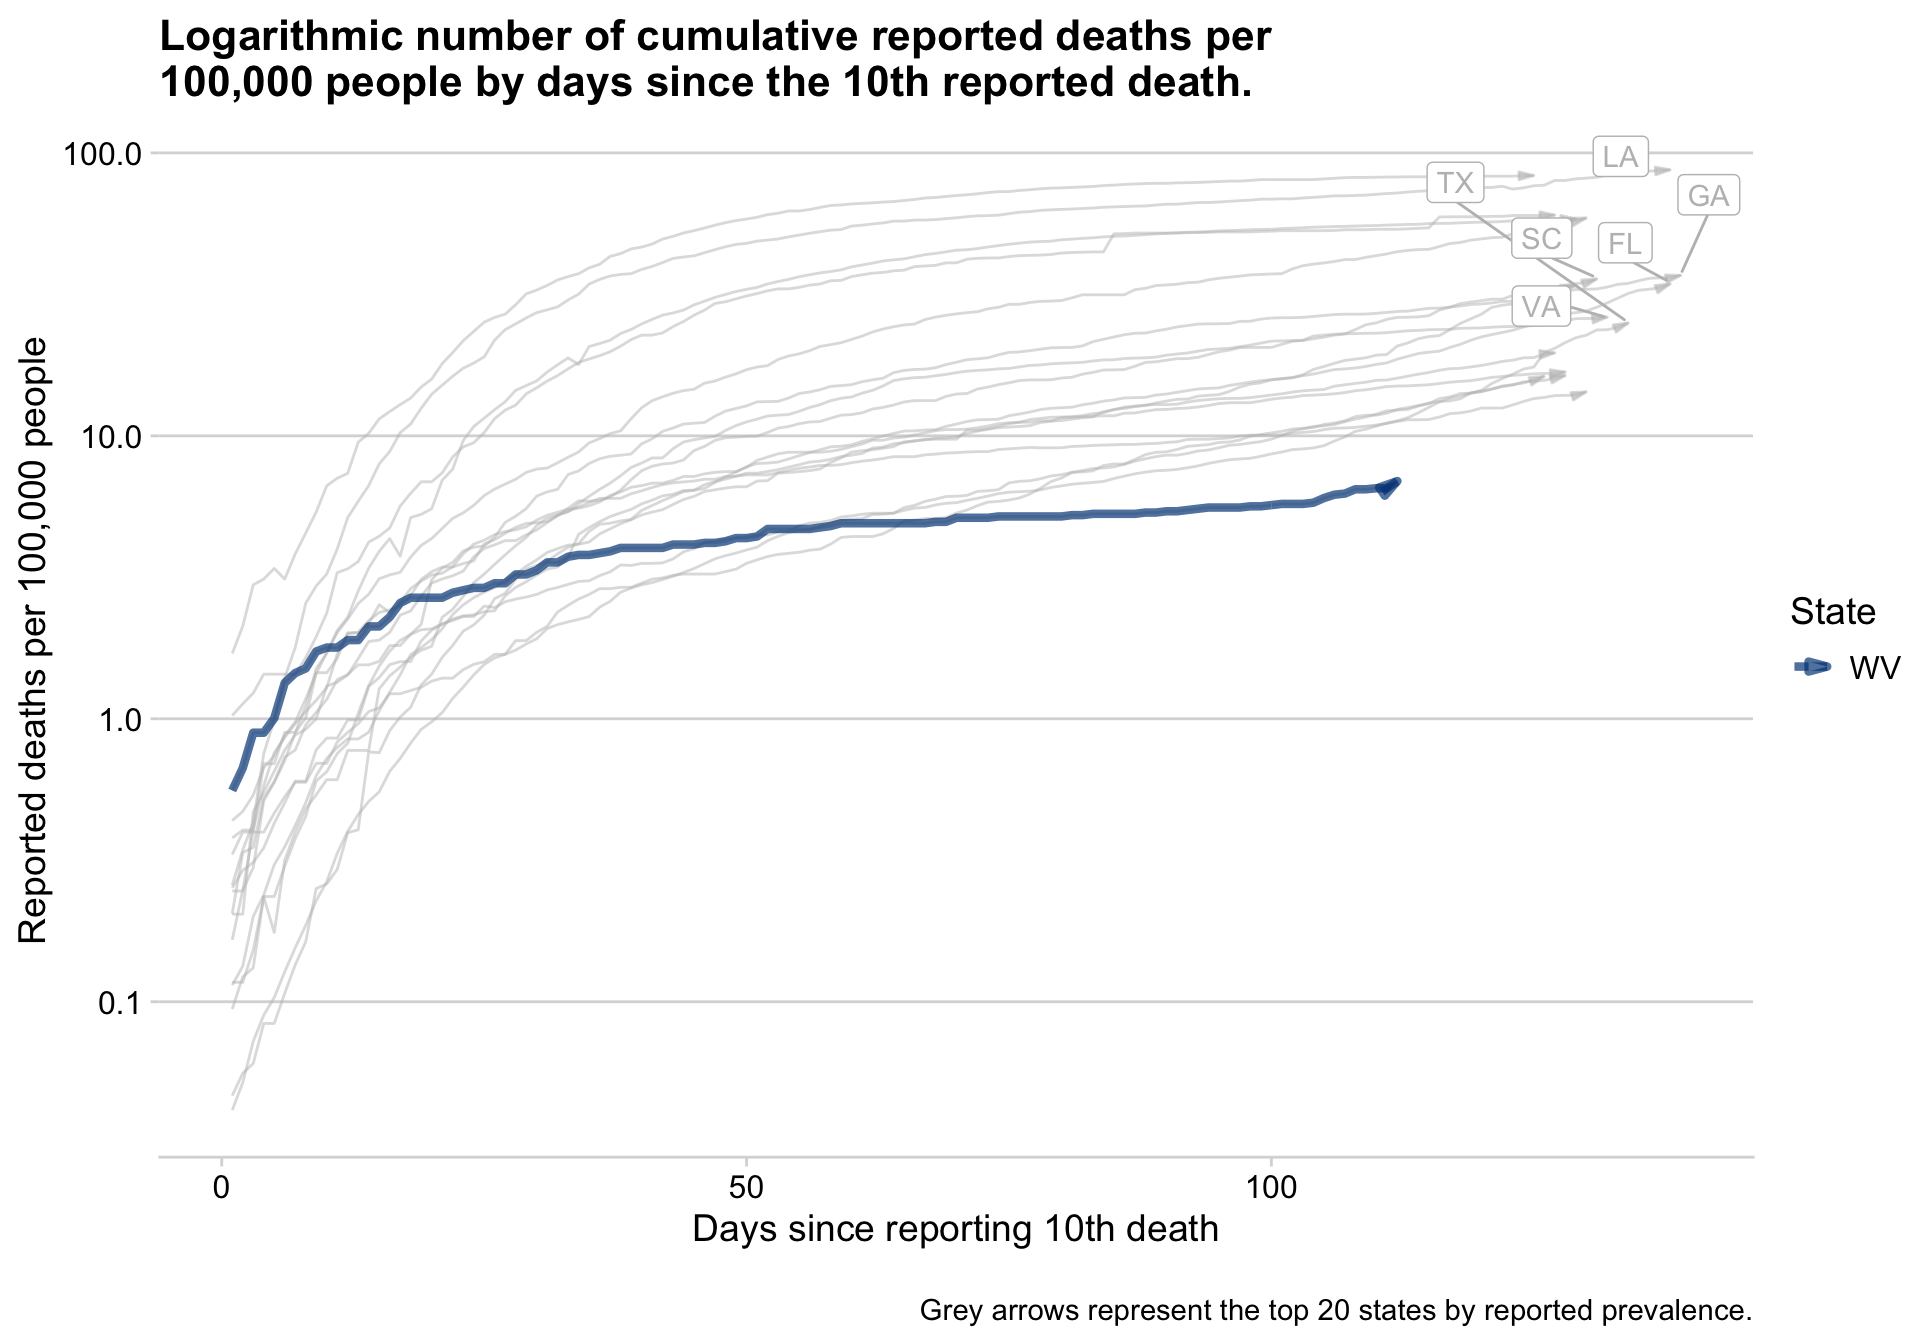 Logarithmic number of cumulative reported deaths per
100,000 people by days since the 10th reported death.
Reported deaths per 100,000 people
100.0
10.0
1.0
0.1
LA
TX
GA
SC
FL
VA
State
WV
0
50
100
Days since reporting 10th death
Grey arrows represent the top 20 states by reported prevalence.